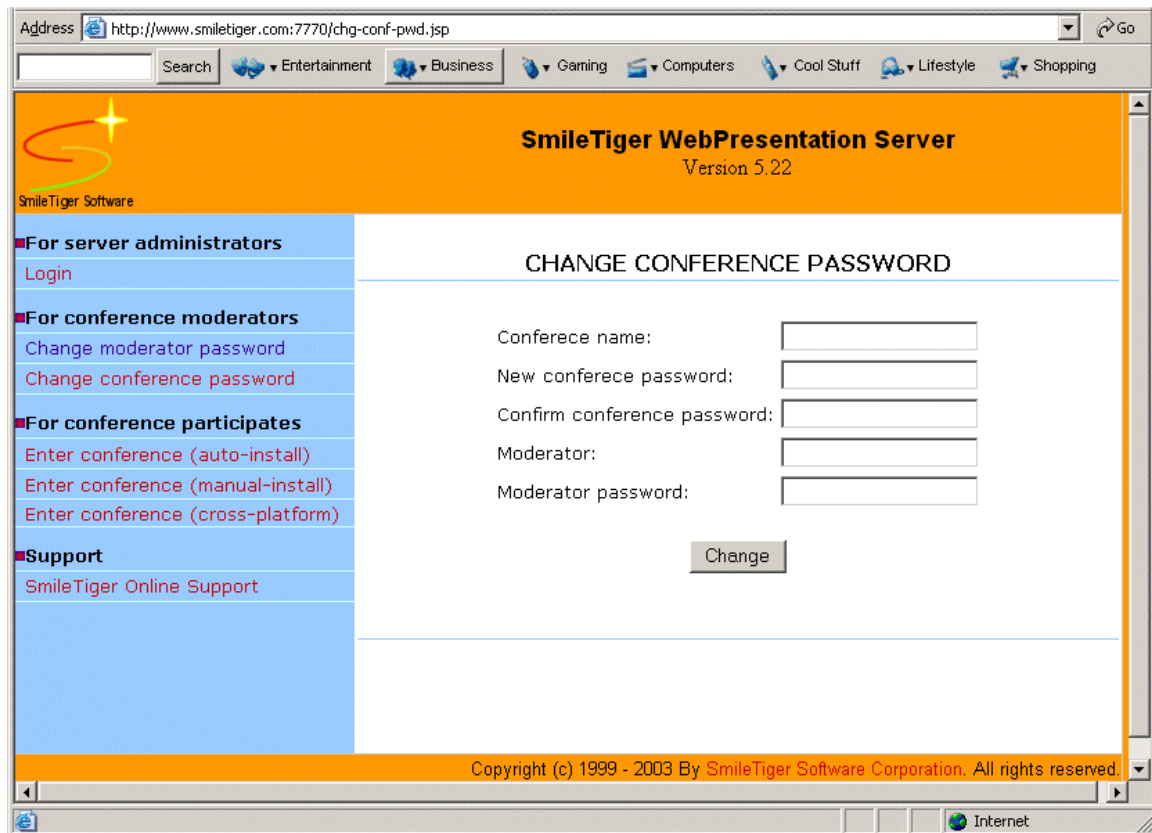 Address http://www.smiletiger.com:7770/chg-conf-pwd.jsp Go
Search Entertainment Business Gaming Computers Cool Stuff Lifestyle Shopping
SmileTiger WebPresentation Server
Version 5.22
SmileTiger Software
For server administrators
Login
For conference moderators
Change moderator password
Change conference password
For conference participates
Enter conference (auto-install)
Enter conference (manual-install)
Enter conference (cross-platform)
Support
SmileTiger Online Support
CHANGE CONFERENCE PASSWORD
Conferece name:
New conferece password:
Confirm conference password:
Moderator:
Moderator password:
Change
Copyright (c) 1999 - 2003 By SmileTiger Software Corporation. All rights reserved.
Internet